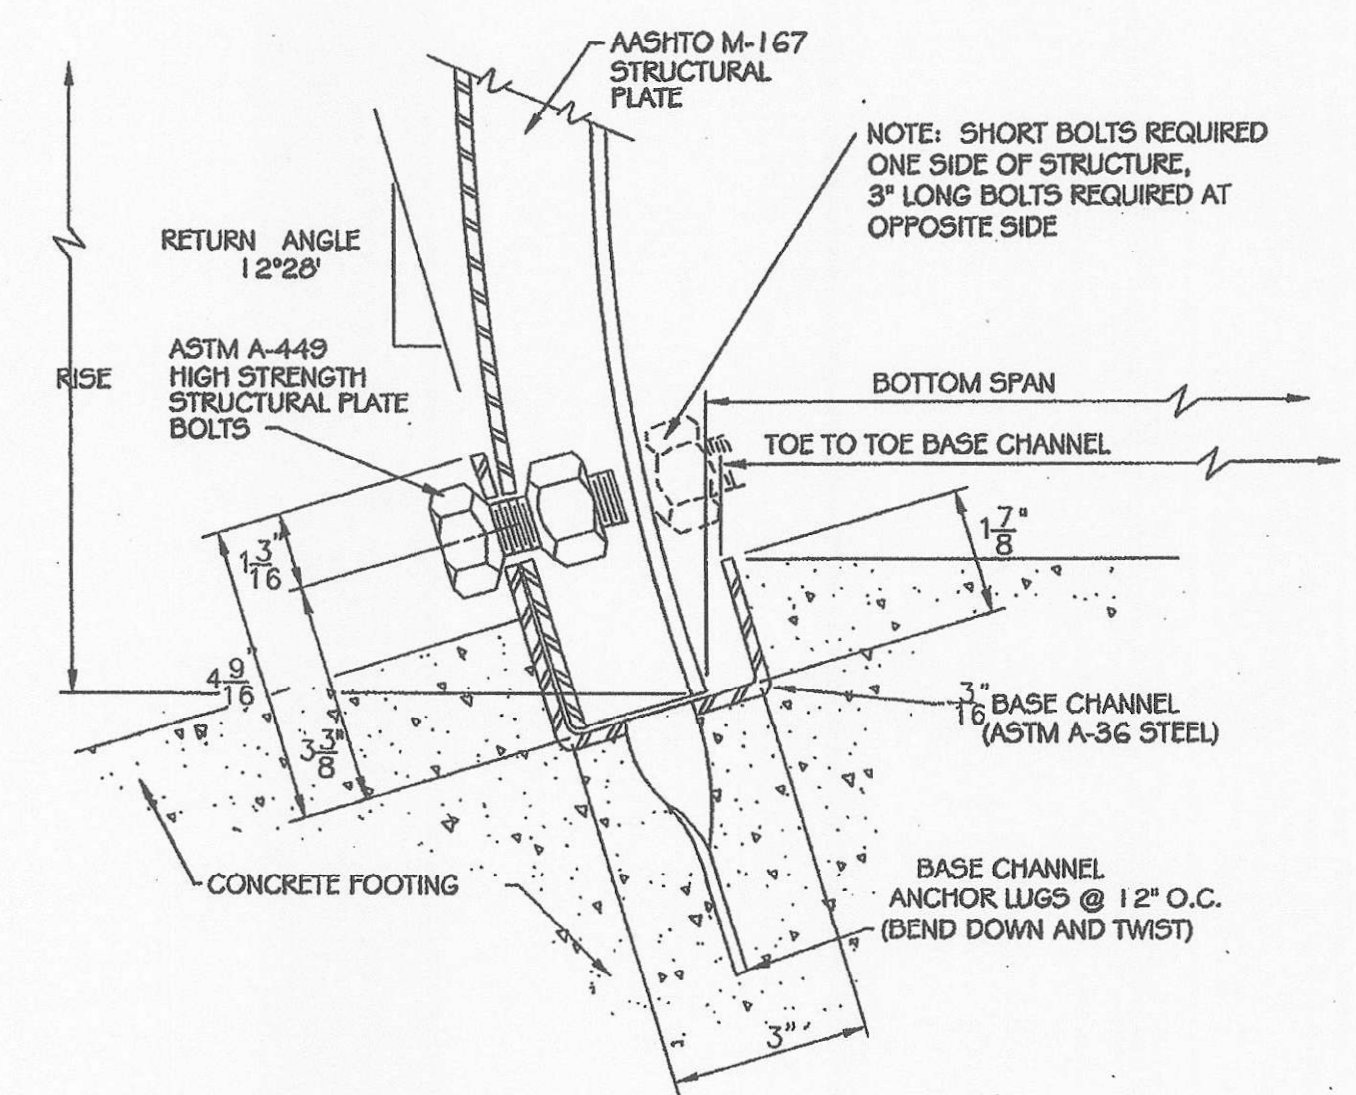 AASHTO M-167
STRUCTURAL
PLATE
NOTE: SHORT BOLTS REQUIRED
ONE SIDE OF STRUCTURE,
3" LONG BOLTS REQUIRED AT
OPPOSITE SIDE
RETURN ANGLE
12°28'
ASTM A-449
HIGH STRENGTH
STRUCTURAL PLATE
BOLTS
RISE
BOTTOM SPAN
TOE TO TOE BASE CHANNEL
1 3/16"
1 7/8"
4 9/16"
3 3/8"
3/16" BASE CHANNEL
(ASTM A-36 STEEL)
CONCRETE FOOTING
BASE CHANNEL
ANCHOR LUGS @ 12" O.C.
(BEND DOWN AND TWIST)
3"